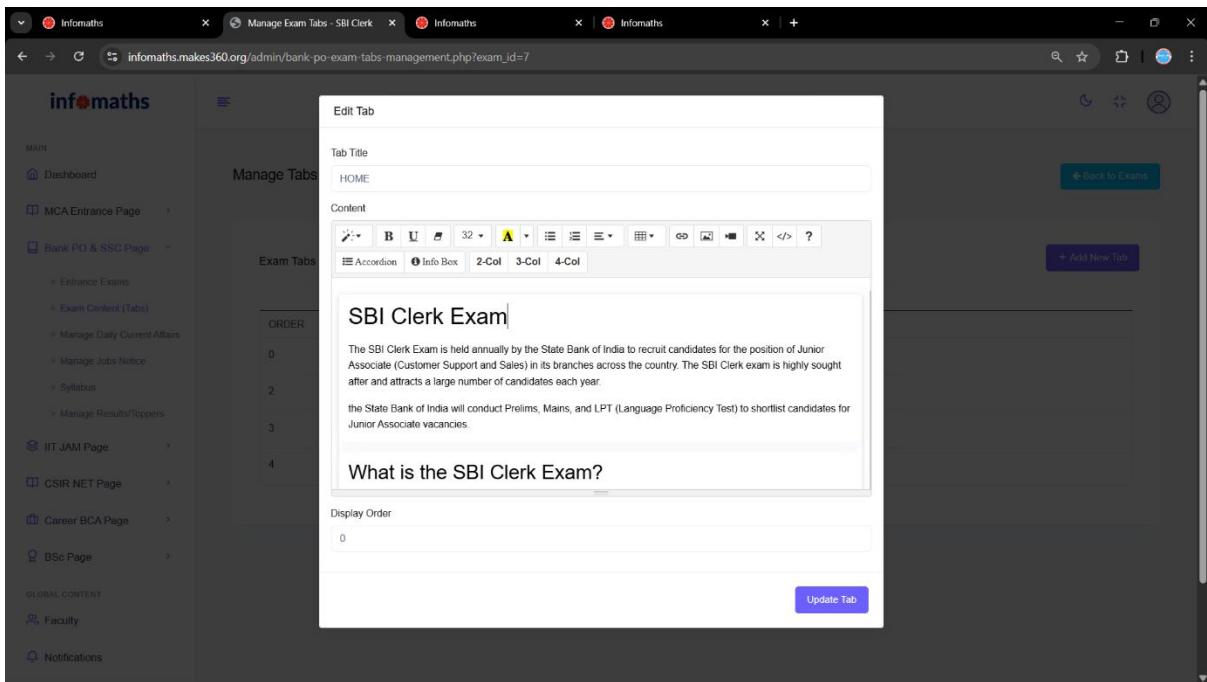 Infomaths
Manage Exam Tabs - SBI Clerk
Infomaths
Infomaths
infomaths.makes360.org/admin/bank-po-exam-tabs-management.php?exam_id=7
infomaths
MAIN
Dashboard
MCA Entrance Page
Bank PO & SSC Page
Entrance Exams
Exam Content (Tabs)
Manage Daily Current Affairs
Manage Jobs Notice
Syllabus
Manage Results/Toppers
IIT JAM Page
CSIR NET Page
Career BCA Page
BSc Page
GLOBAL CONTENT
Faculty
Notifications
Manage Tabs
Back to Exams
Exam Tabs
+ Add New Tab
ORDER
0
2
3
4
Edit Tab
Tab Title
HOME
Content
B U 32 A </> ?
Accordion Info Box 2-Col 3-Col 4-Col
SBI Clerk Exam
The SBI Clerk Exam is held annually by the State Bank of India to recruit candidates for the position of Junior
Associate (Customer Support and Sales) in its branches across the country. The SBI Clerk exam is highly sought
after and attracts a large number of candidates each year.
the State Bank of India will conduct Prelims, Mains, and LPT (Language Proficiency Test) to shortlist candidates for
Junior Associate vacancies.
What is the SBI Clerk Exam?
Display Order
0
Update Tab